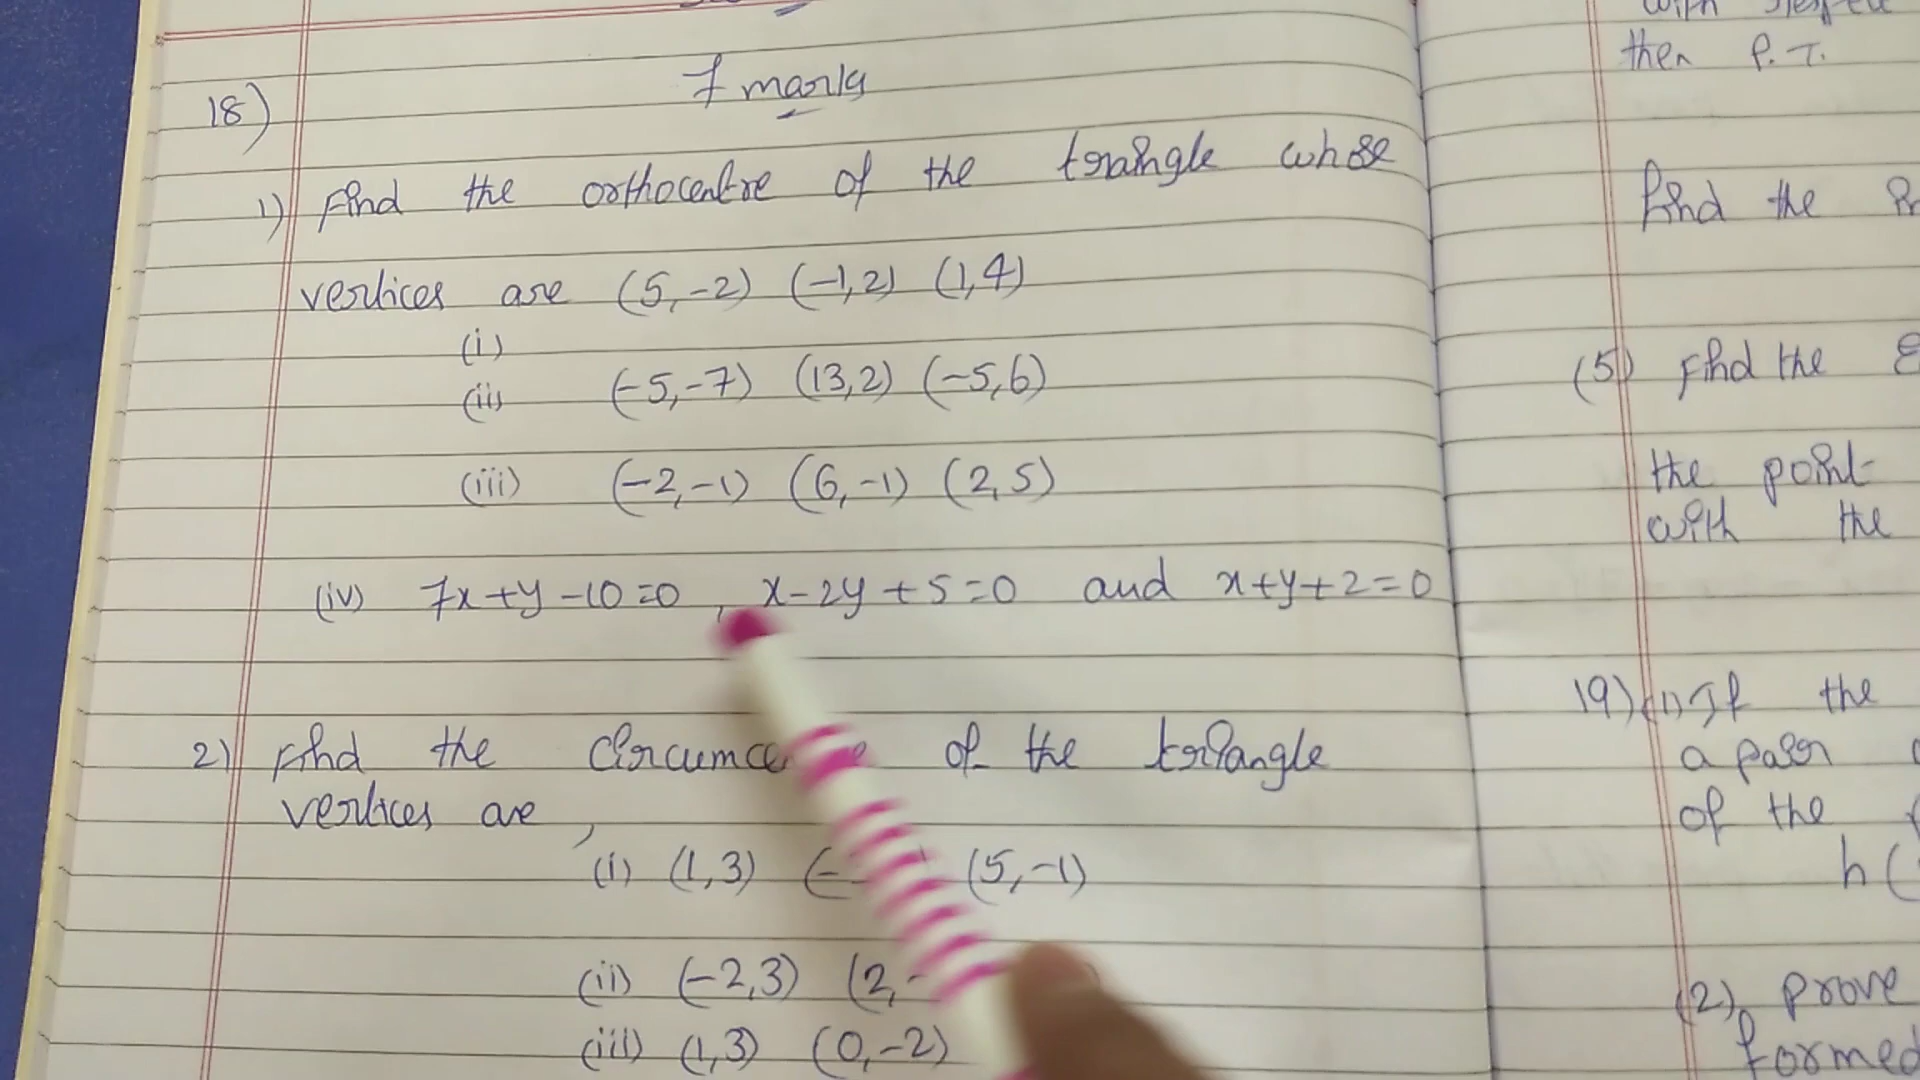 7 marks
18)
1) Find the orthocentre of the traingle whose
vertices are (5,-2) (-1,2) (1,4)
(i)
(ii) (-5,-7) (13,2) (-5,6)
(iii) (-2,-1) (6,-1) (2,5)
(iv) 7x+y-10=0 , x-2y+5=0 and x+y+2=0
2) Find the of the triangle
vertices are,
(i) (1,3) (5,-1)
(ii) (-2,3) (2,-
(iii) (1,3) (0,-2)
then P.T.
Find the
(5) Find the
the point
with the
19) (1) If the
a pair
of the
h(
(2) prove
formed